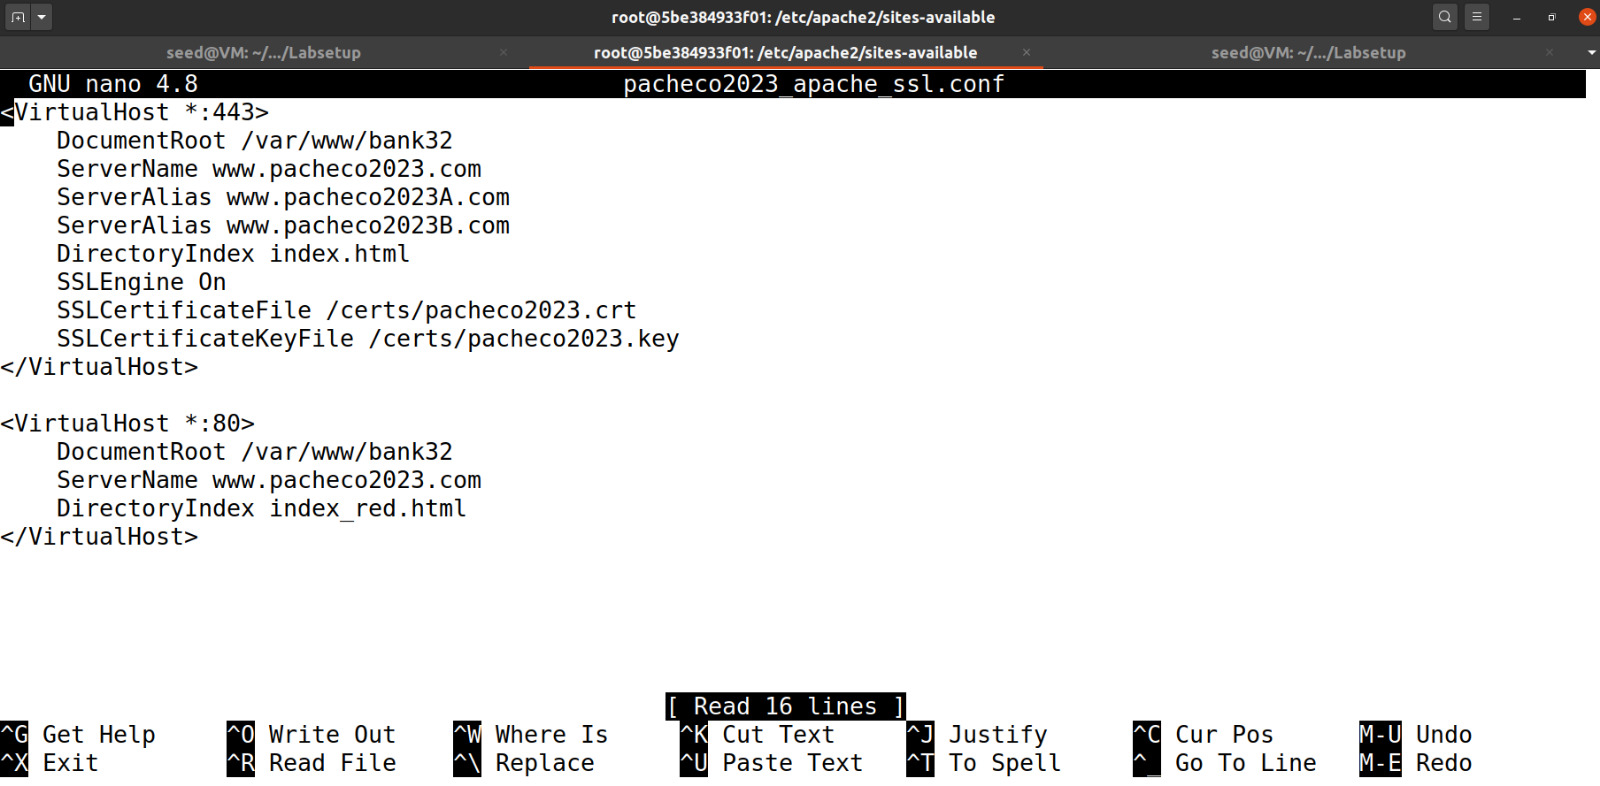 root@5be384933f01: /etc/apache2/sites-available
seed@VM: ~/.../Labsetup × root@5be384933f01: /etc/apache2/sites-available × seed@VM: ~/.../Labsetup ×
GNU nano 4.8 pacheco2023_apache_ssl.conf
<VirtualHost *:443>
    DocumentRoot /var/www/bank32
    ServerName www.pacheco2023.com
    ServerAlias www.pacheco2023A.com
    ServerAlias www.pacheco2023B.com
    DirectoryIndex index.html
    SSLEngine On
    SSLCertificateFile /certs/pacheco2023.crt
    SSLCertificateKeyFile /certs/pacheco2023.key
</VirtualHost>

<VirtualHost *:80>
    DocumentRoot /var/www/bank32
    ServerName www.pacheco2023.com
    DirectoryIndex index_red.html
</VirtualHost>
[ Read 16 lines ]
^G Get Help ^O Write Out ^W Where Is ^K Cut Text ^J Justify ^C Cur Pos M-U Undo
^X Exit ^R Read File ^\ Replace ^U Paste Text ^T To Spell ^_ Go To Line M-E Redo